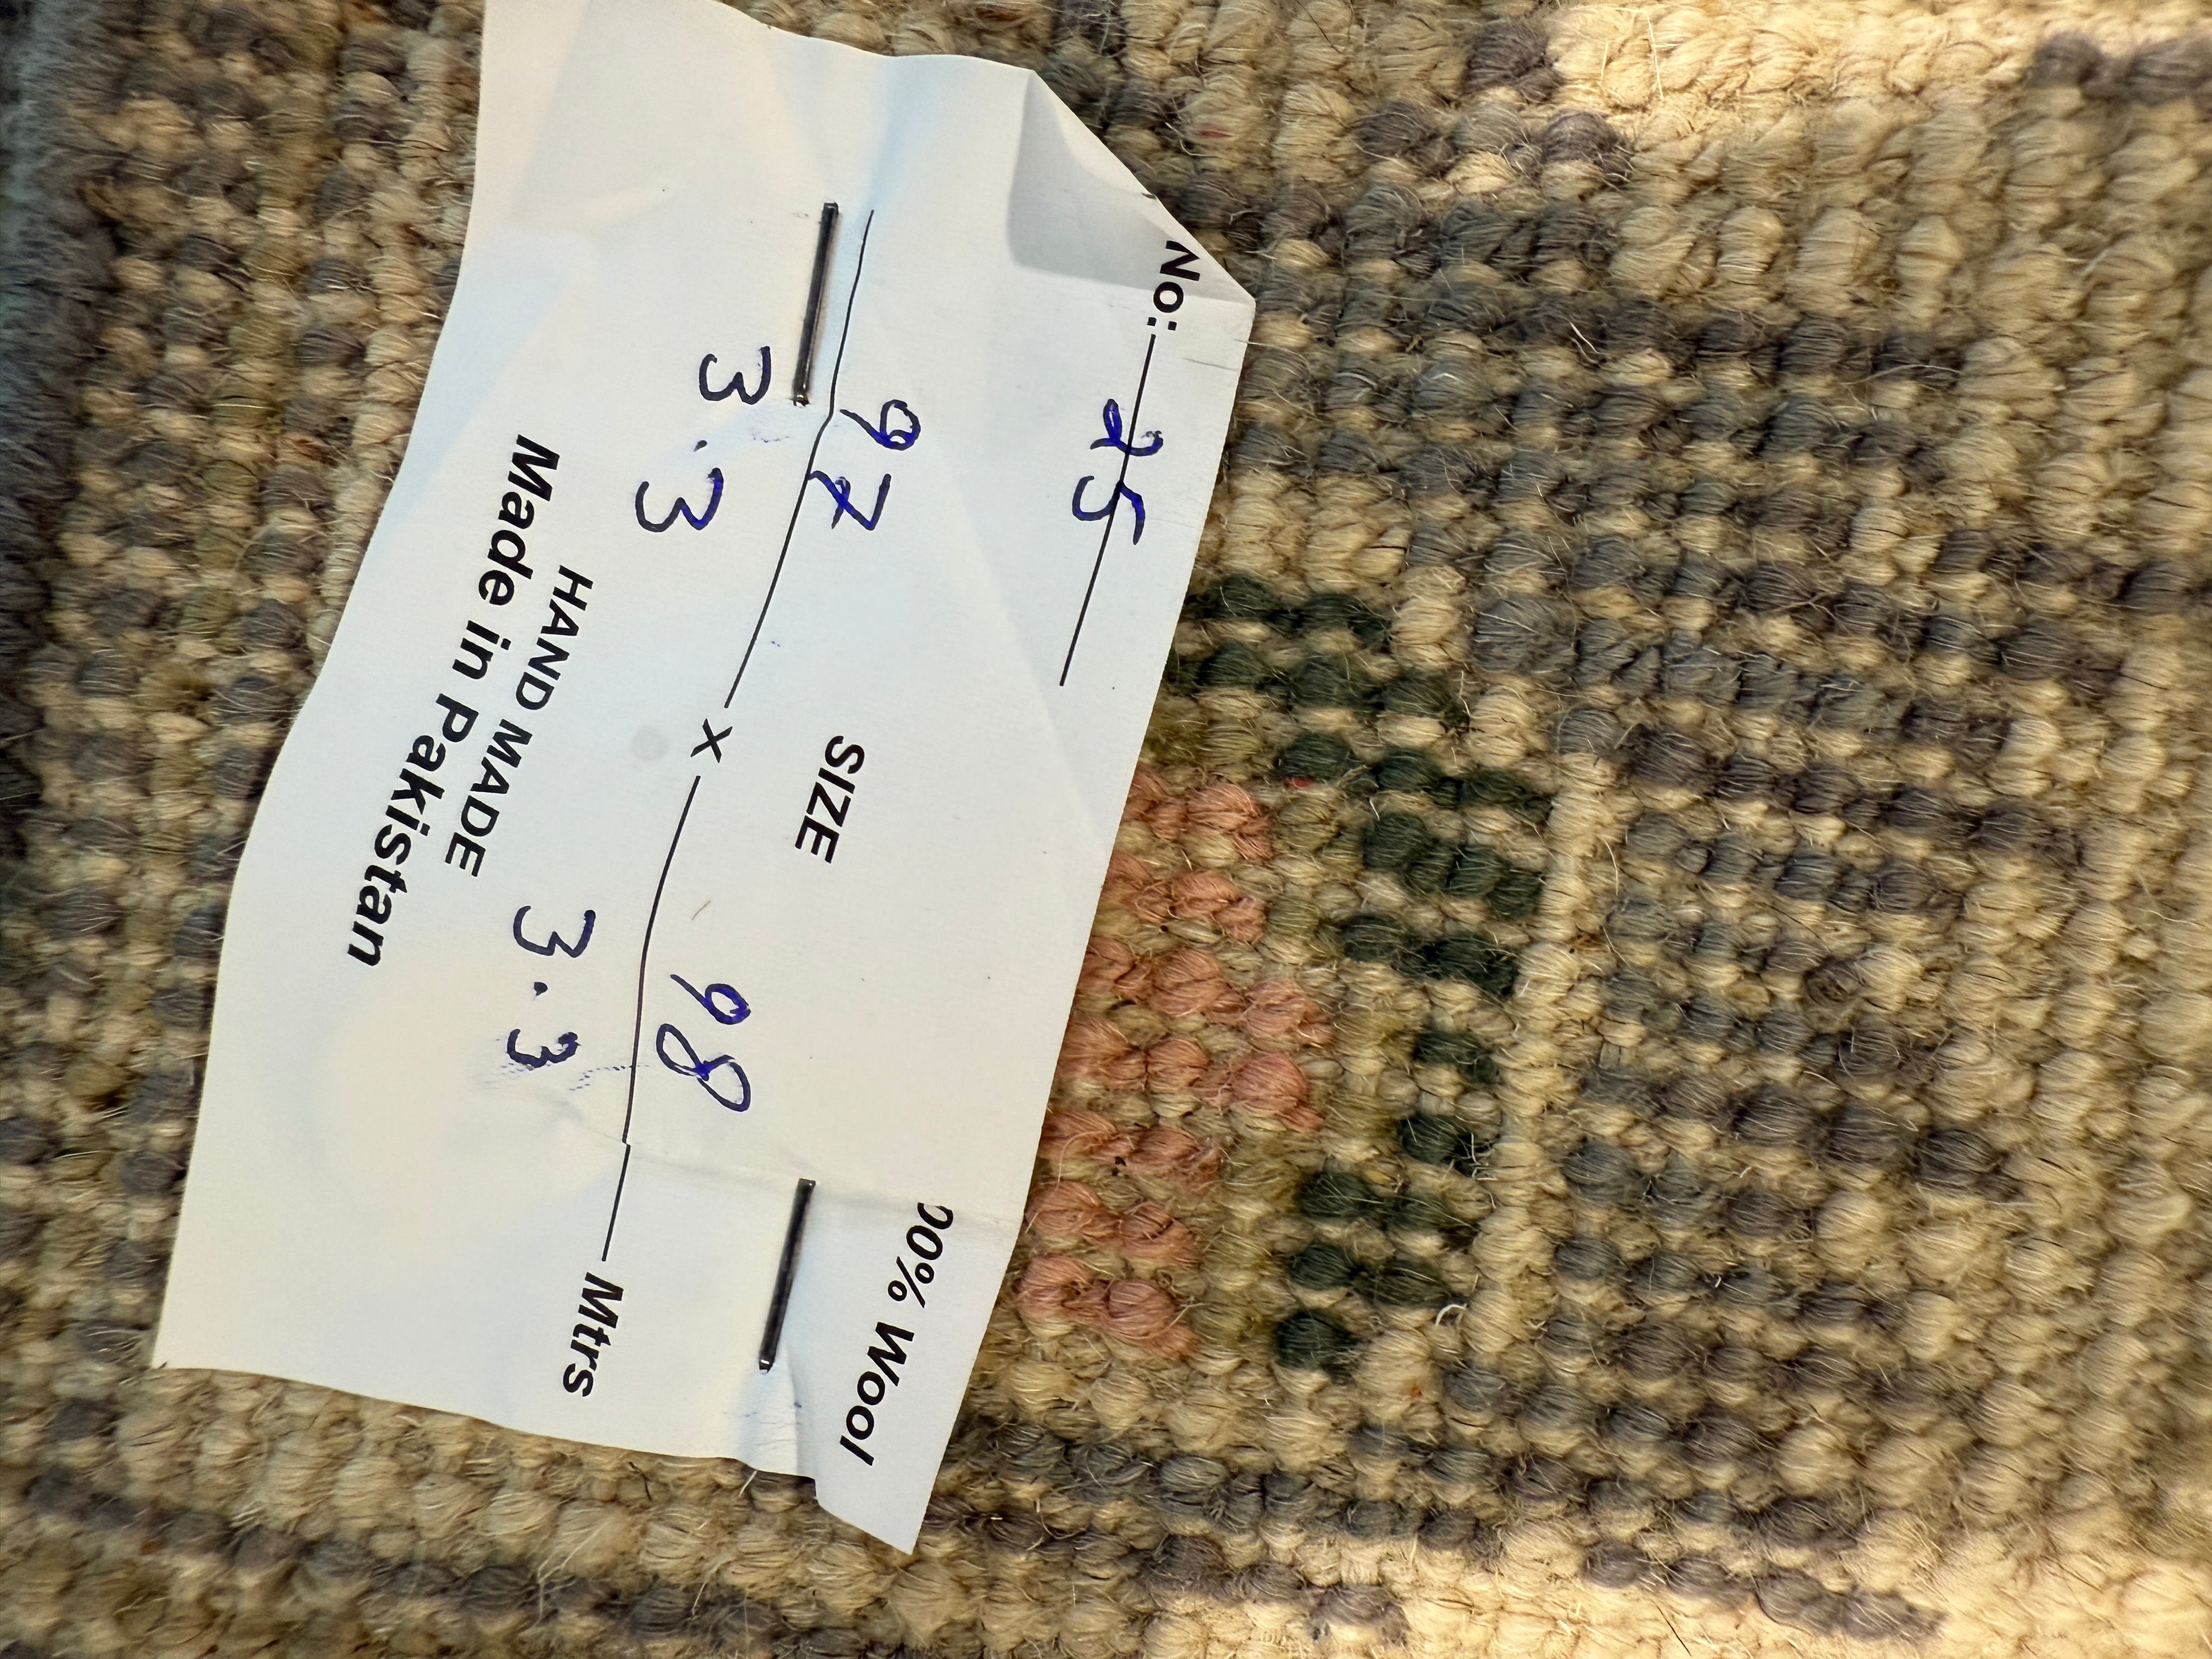 No: 25
00% Wool
SIZE
97 x 98 Mtrs
3.3 3.3
HAND MADE
Made in Pakistan